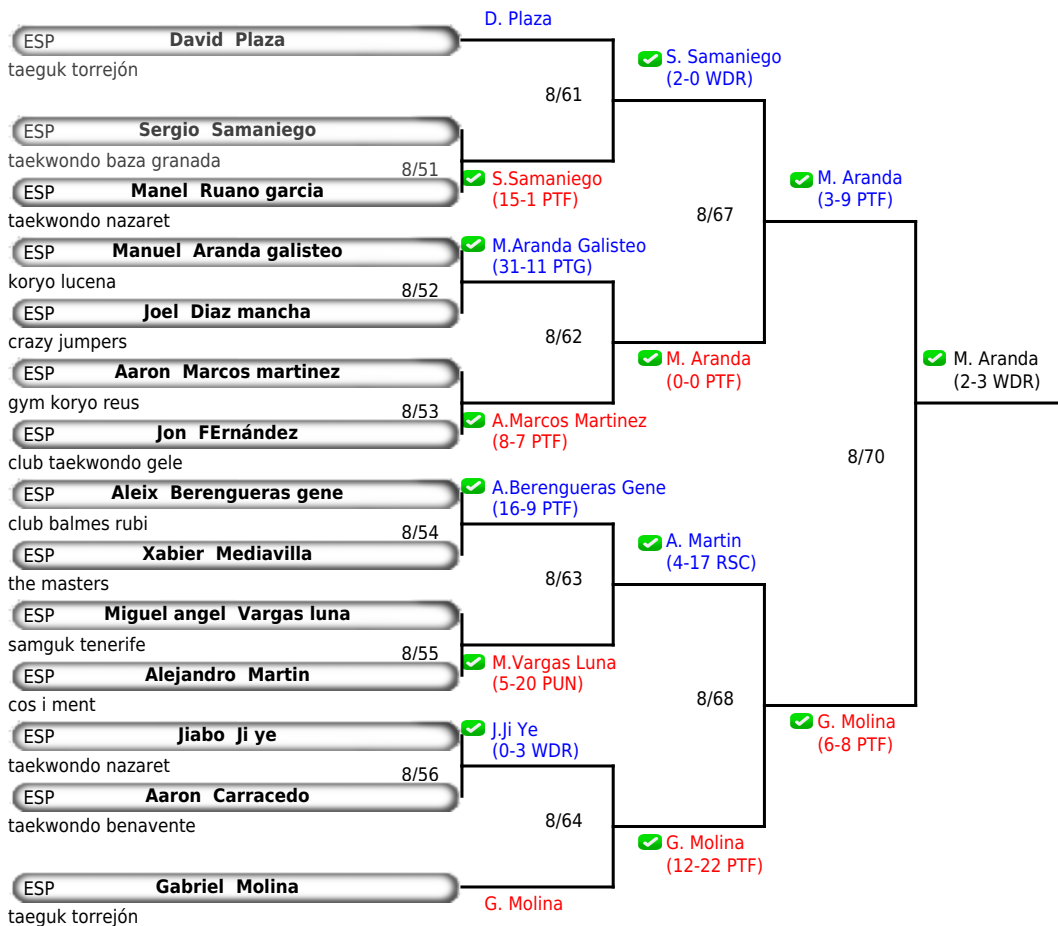 D. Plaza
ESP David Plaza
taeguk torrejón
S. Samaniego
(2-0 WDR)
8/61
ESP Sergio Samaniego
taekwondo baza granada
8/51
ESP Manel Ruano garcia
taekwondo nazaret
S.Samaniego
(15-1 PTF)
M. Aranda
(3-9 PTF)
8/67
ESP Manuel Aranda galisteo
koryo lucena
M.Aranda Galisteo
(31-11 PTG)
8/52
ESP Joel Diaz mancha
crazy jumpers
8/62
M. Aranda
(0-0 PTF)
M. Aranda
(2-3 WDR)
ESP Aaron Marcos martinez
gym koryo reus
8/53
ESP Jon FErnández
club taekwondo gele
A.Marcos Martinez
(8-7 PTF)
8/70
ESP Aleix Berengueras gene
club balmes rubi
A.Berengueras Gene
(16-9 PTF)
8/54
ESP Xabier Mediavilla
the masters
A. Martin
(4-17 RSC)
8/63
ESP Miguel angel Vargas luna
samguk tenerife
8/55
ESP Alejandro Martin
cos i ment
M.Vargas Luna
(5-20 PUN)
8/68
G. Molina
(6-8 PTF)
ESP Jiabo Ji ye
taekwondo nazaret
J.Ji Ye
(0-3 WDR)
8/56
ESP Aaron Carracedo
taekwondo benavente
8/64
G. Molina
(12-22 PTF)
ESP Gabriel Molina
taeguk torrejón
G. Molina